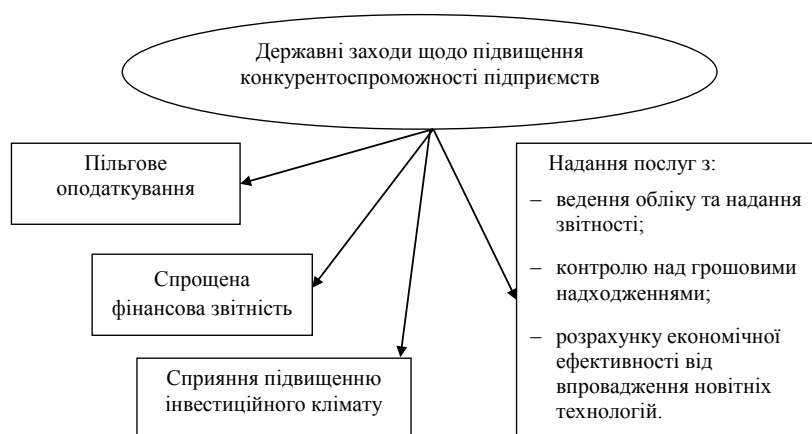 Державні заходи щодо підвищення
конкурентоспроможності підприємств
Пільгове
оподаткування
Спрощена
фінансова звітність
Сприяння підвищенню
інвестиційного клімату
Надання послуг з:
– ведення обліку та надання
звітності;
– контролю над грошовими
надходженнями;
– розрахунку економічної
ефективності від
впровадження новітніх
технологій.